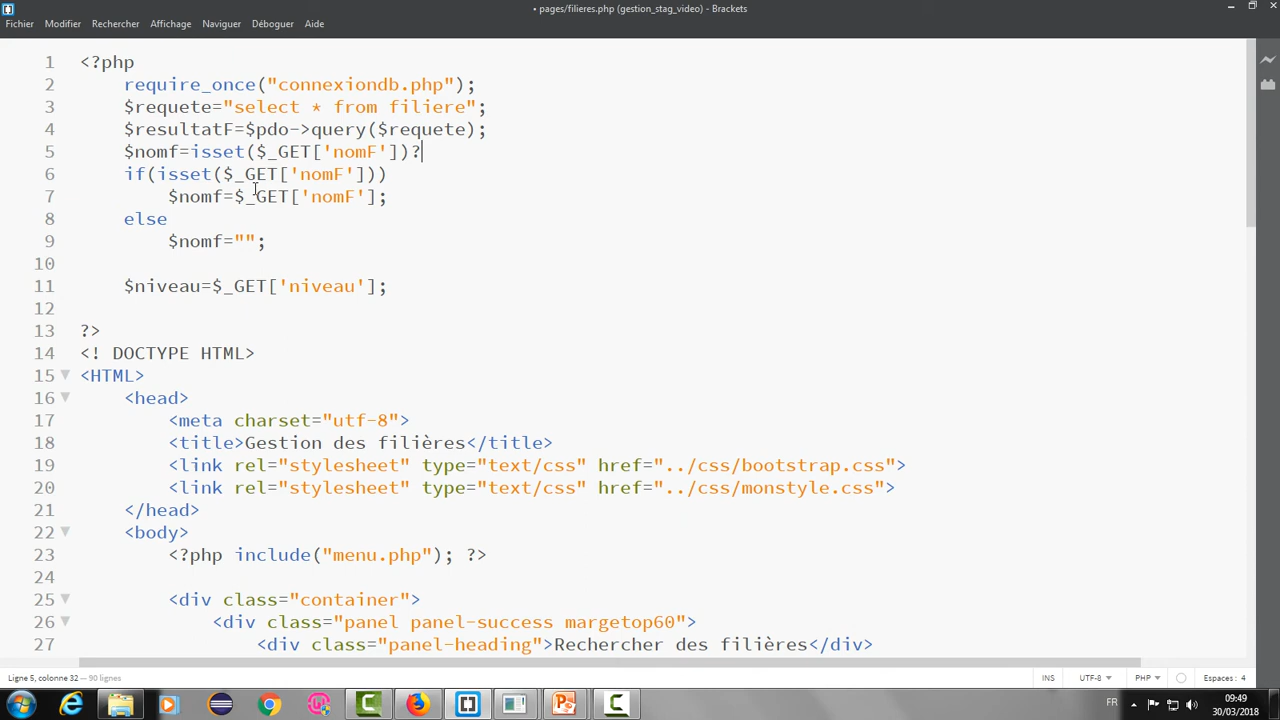 • pages/filieres.php (gestion_stag_video) - Brackets
Fichier Modifier Rechercher Affichage Naviguer Déboguer Aide
1 <?php
2 require_once("connexiondb.php");
3 $requete="select * from filiere";
4 $resultatF=$pdo->query($requete);
5 $nomf=isset($_GET['nomF'])?
6 if(isset($_GET['nomF']))
7 $nomf=$_GET['nomF'];
8 else
9 $nomf="";
10
11 $niveau=$_GET['niveau'];
12
13 ?>
14 <! DOCTYPE HTML>
15 <HTML>
16 <head>
17 <meta charset="utf-8">
18 <title>Gestion des filières</title>
19 <link rel="stylesheet" type="text/css" href="../css/bootstrap.css">
20 <link rel="stylesheet" type="text/css" href="../css/monstyle.css">
21 </head>
22 <body>
23 <?php include("menu.php"); ?>
24
25 <div class="container">
26 <div class="panel panel-success margetop60">
27 <div class="panel-heading">Rechercher des filières</div>
Ligne 5, colonne 32 — 90 lignes INS UTF-8 PHP Espaces : 4
FR 09:49
30/03/2018